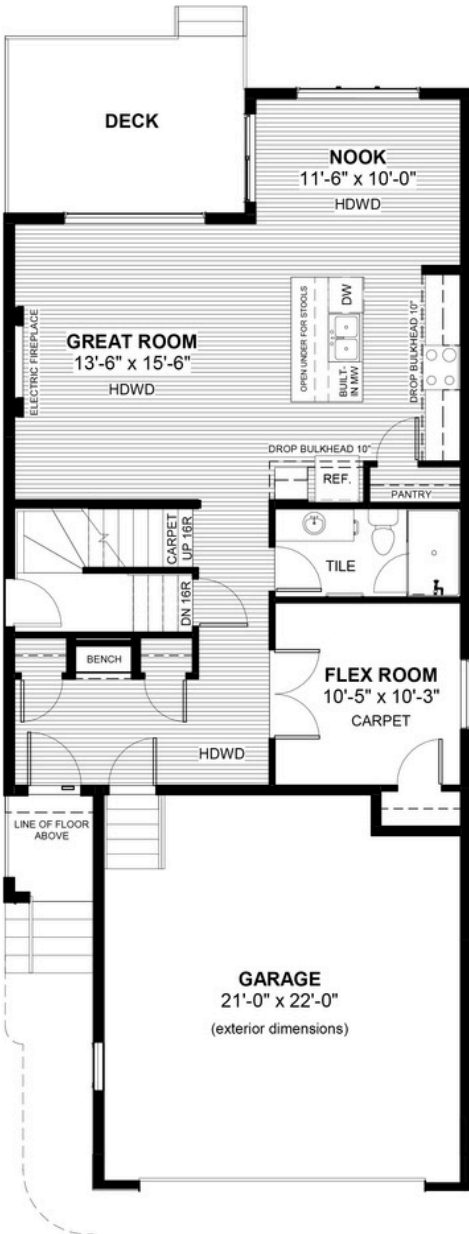 DECK
NOOK
11'-6" x 10'-0"
HDWD
GREAT ROOM
13'-6" x 15'-6"
HDWD
ELECTRIC FIREPLACE
OPEN UNDER FOR STOOLS
DW
BUILT-
IN MW
DROP BULKHEAD 10"
DROP BULKHEAD 10"
REF.
PANTRY
CARPET
UP 16R
TILE
DN 16R
BENCH
FLEX ROOM
10'-5" x 10'-3"
CARPET
HDWD
LINE OF FLOOR
ABOVE
GARAGE
21'-0" x 22'-0"
(exterior dimensions)